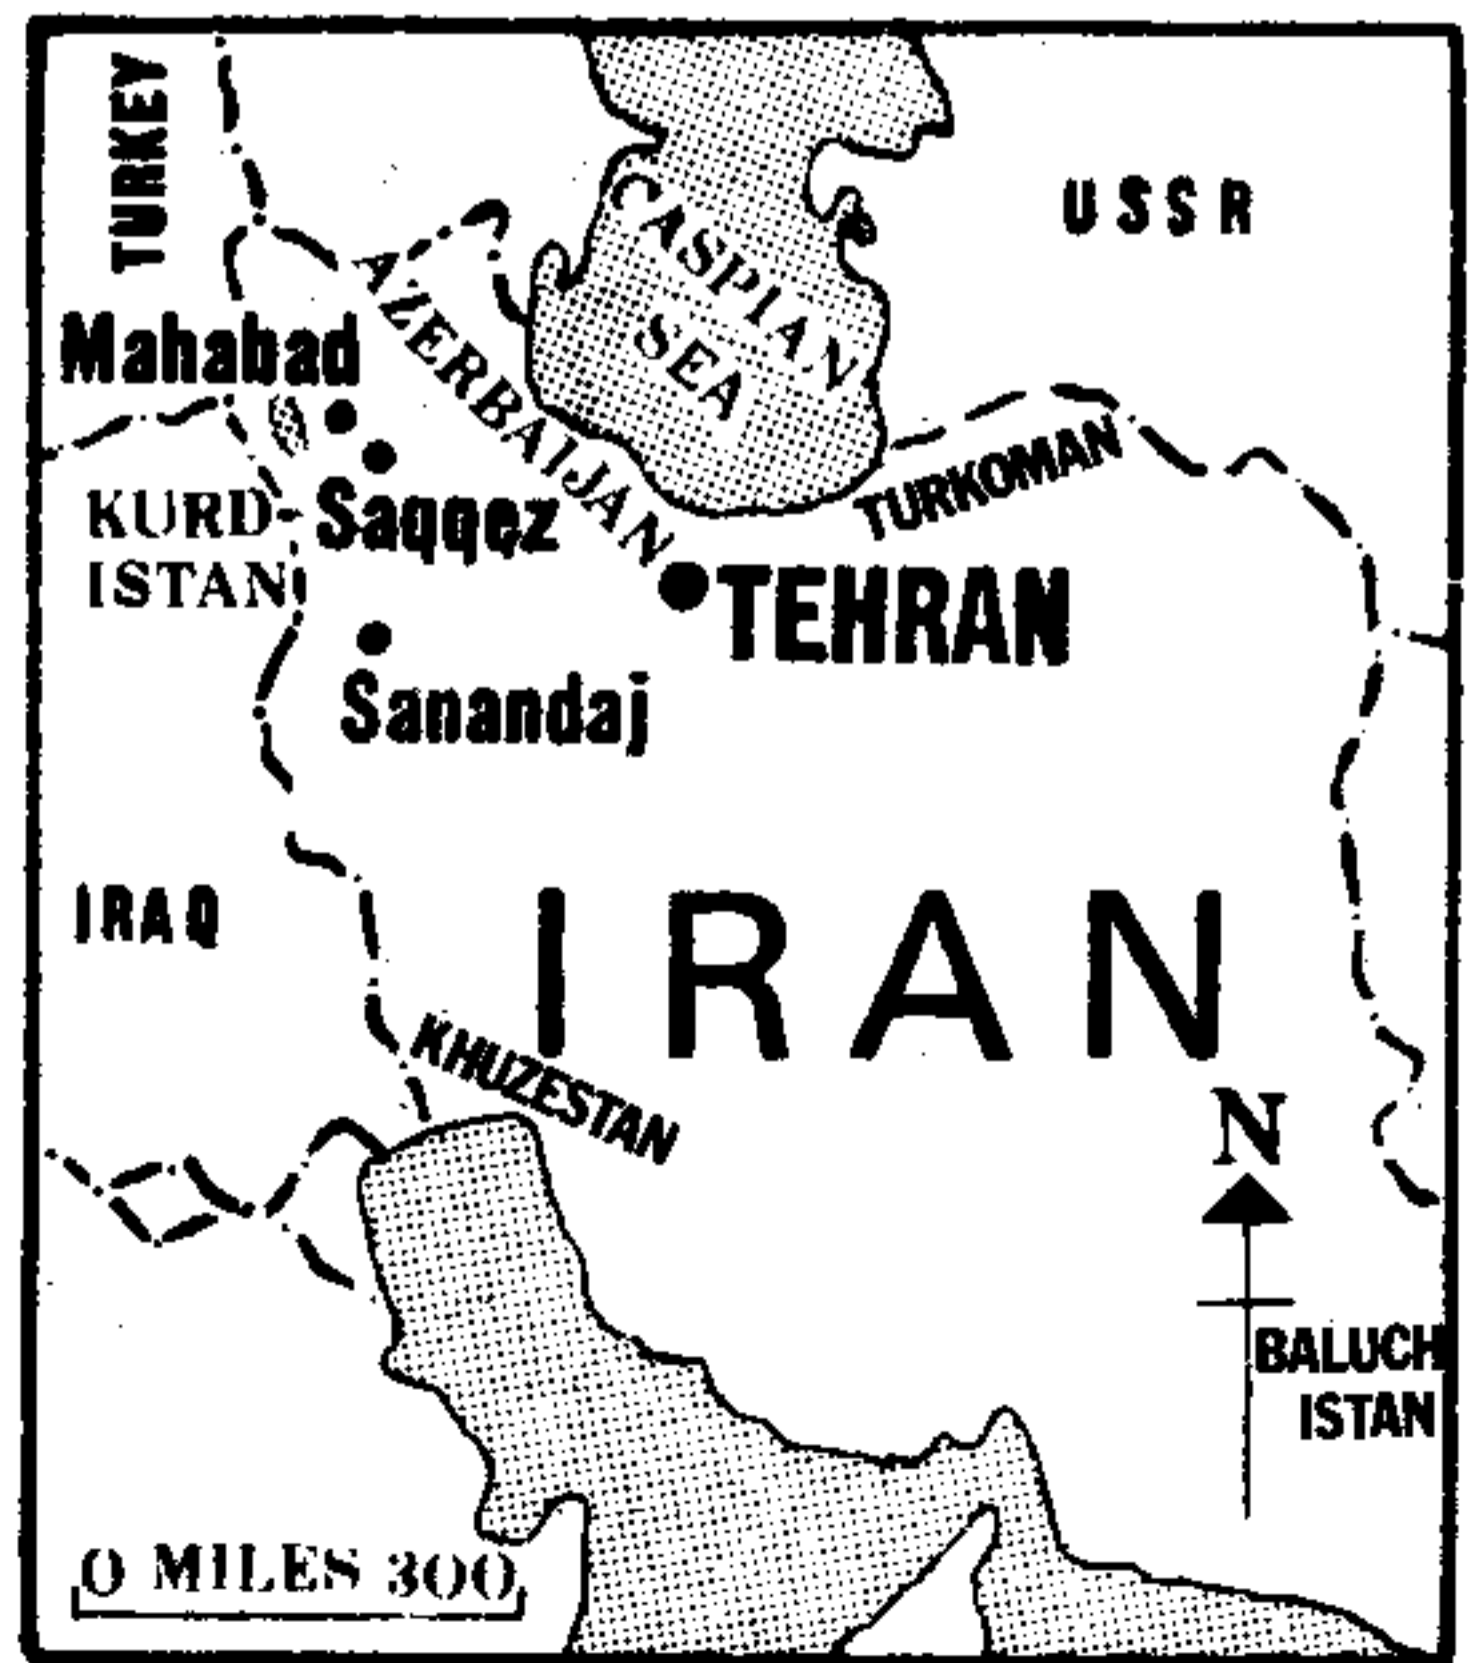 TURKEY
USSR
CASPIAN
SEA
AZERBAIJAN
Mahabad
TURKOMAN
KURD-
ISTAN
Saqqez
TEHRAN
Sanandaj
IRAQ
IRAN
KHUZESTAN
N
BALUCH
ISTAN
0 MILES 300